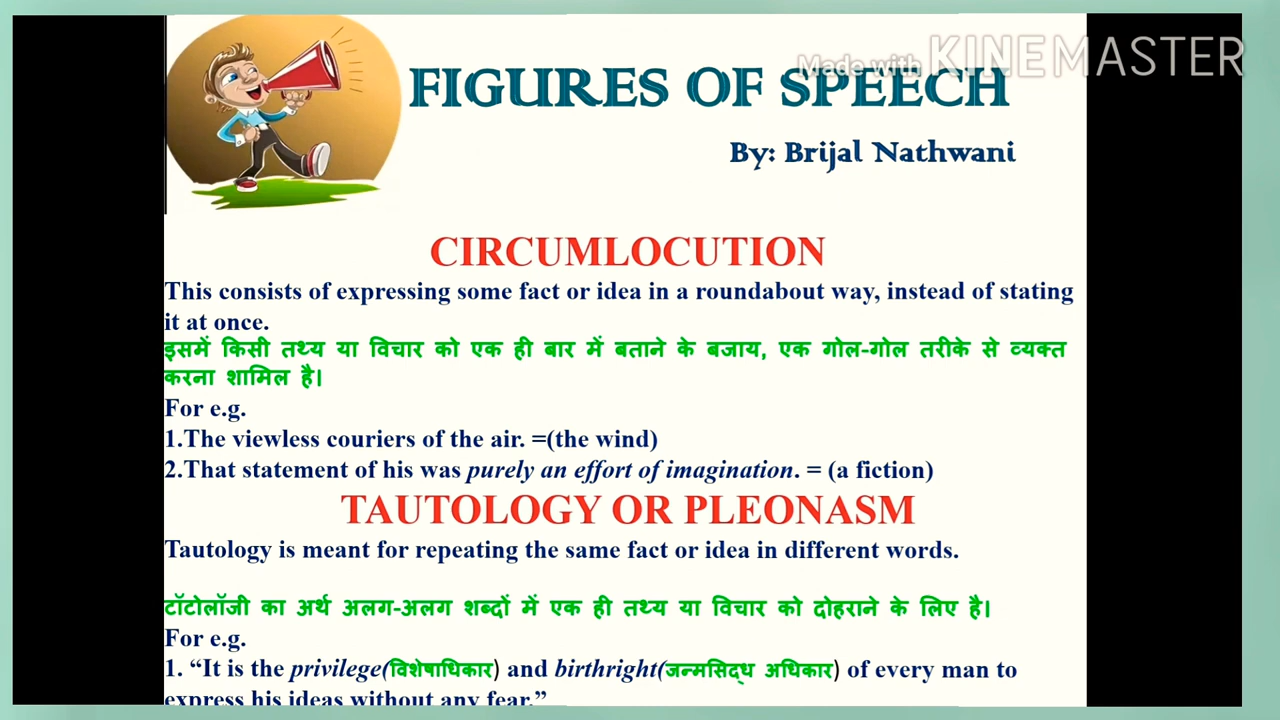 Made with KINEMASTER
FIGURES OF SPEECH
By: Brijal Nathwani
CIRCUMLOCUTION
This consists of expressing some fact or idea in a roundabout way, instead of stating
it at once.
इसमें किसी तथ्य या विचार को एक ही बार में बताने के बजाय, एक गोल-गोल तरीके से व्यक्त
करना शामिल है।
For e.g.
1.The viewless couriers of the air. =(the wind)
2.That statement of his was purely an effort of imagination. = (a fiction)
TAUTOLOGY OR PLEONASM
Tautology is meant for repeating the same fact or idea in different words.
टॉटोलॉजी का अर्थ अलग-अलग शब्दों में एक ही तथ्य या विचार को दोहराने के लिए है।
For e.g.
1. “It is the privilege(विशेषाधिकार) and birthright(जन्मसिद्ध अधिकार) of every man to
express his ideas without any fear.”